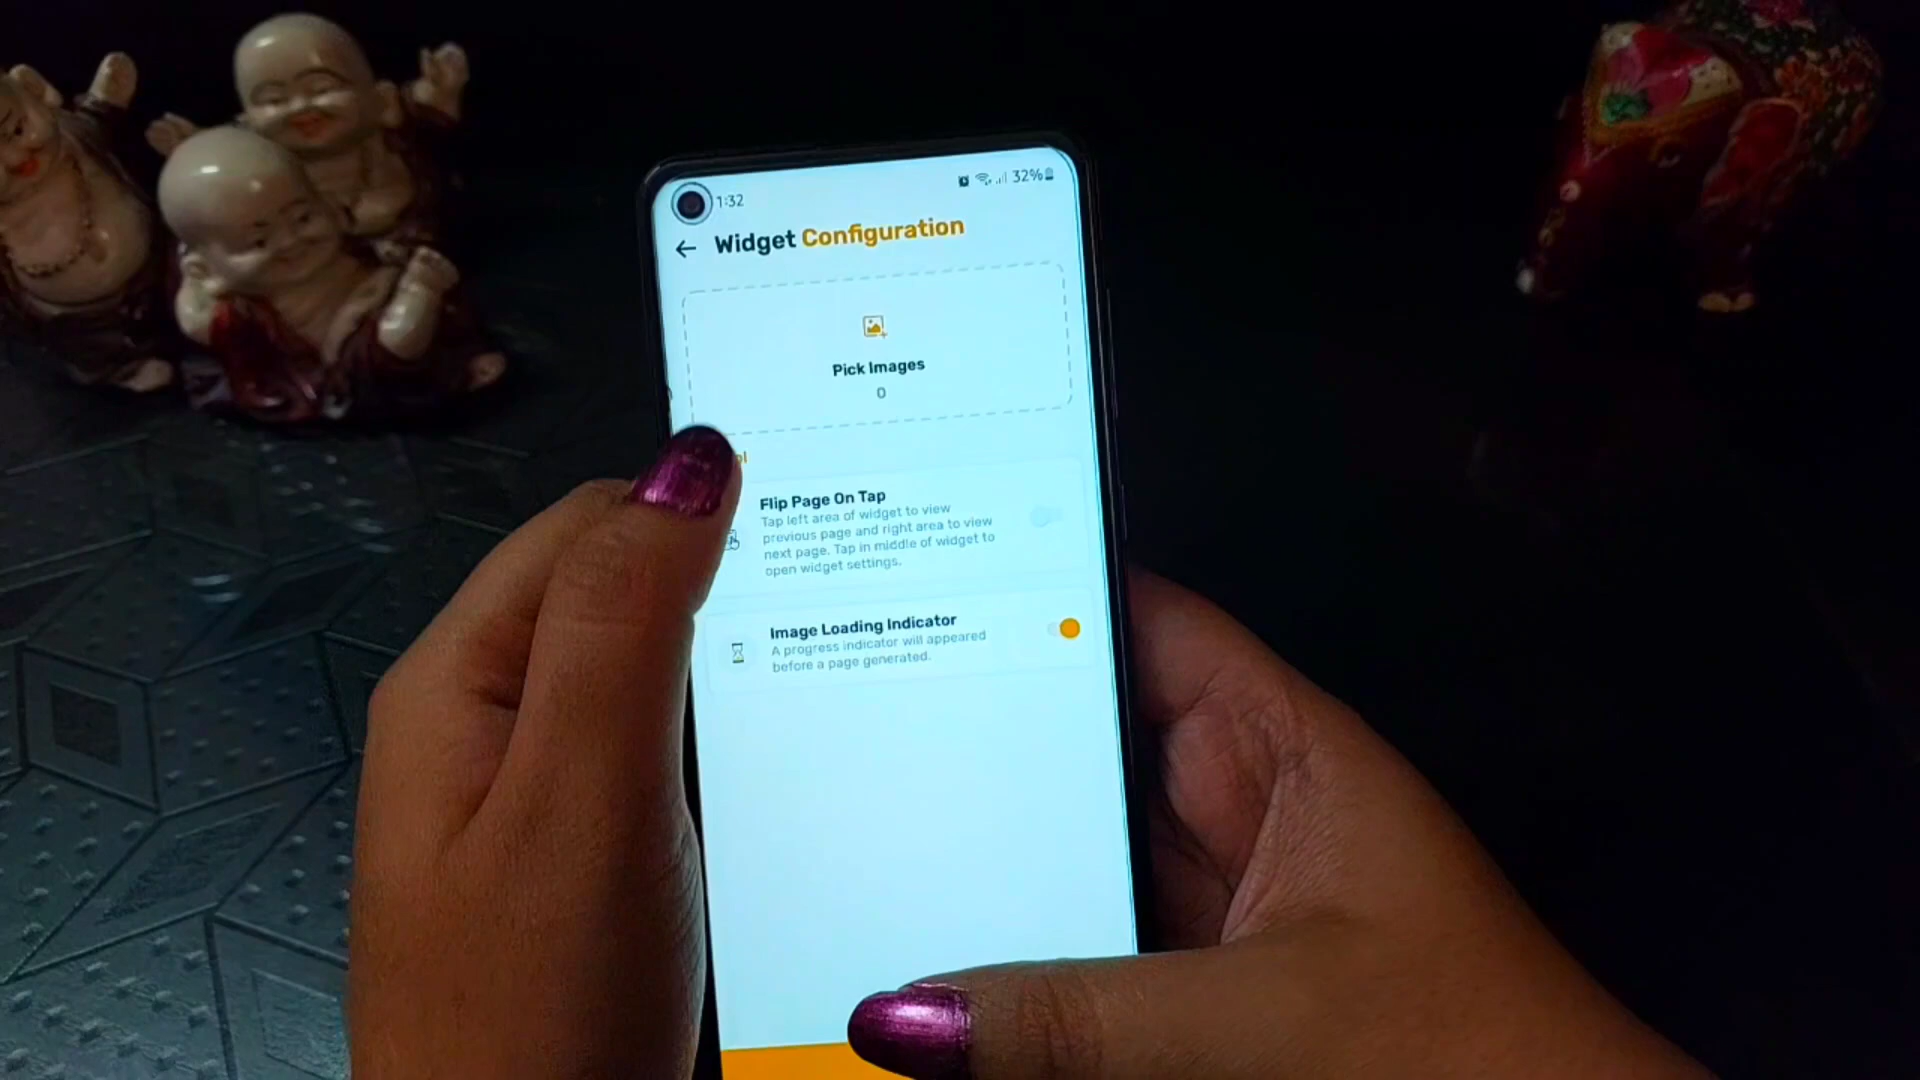 1:32
32%
Widget Configuration
Pick Images
0
Flip Page On Tap
Tap left area of widget to view
previous page and right area to view
next page. Tap in middle of widget to
open widget settings.
Image Loading Indicator
A progress indicator will appeared
before a page generated.